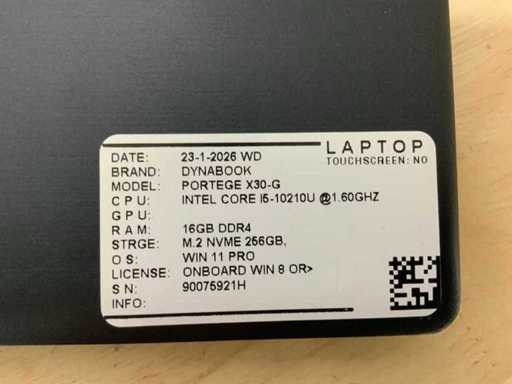 LAPTOP
TOUCHSCREEN: NO
DATE: 23-1-2026 WD
BRAND: DYNABOOK
MODEL: PORTEGE X30-G
CPU: INTEL CORE I5-10210U @1.60GHZ
GPU:
RAM: 16GB DDR4
STRGE: M.2 NVME 256GB,
OS: WIN 11 PRO
LICENSE: ONBOARD WIN 8 OR>
SN: 90075921H
INFO: